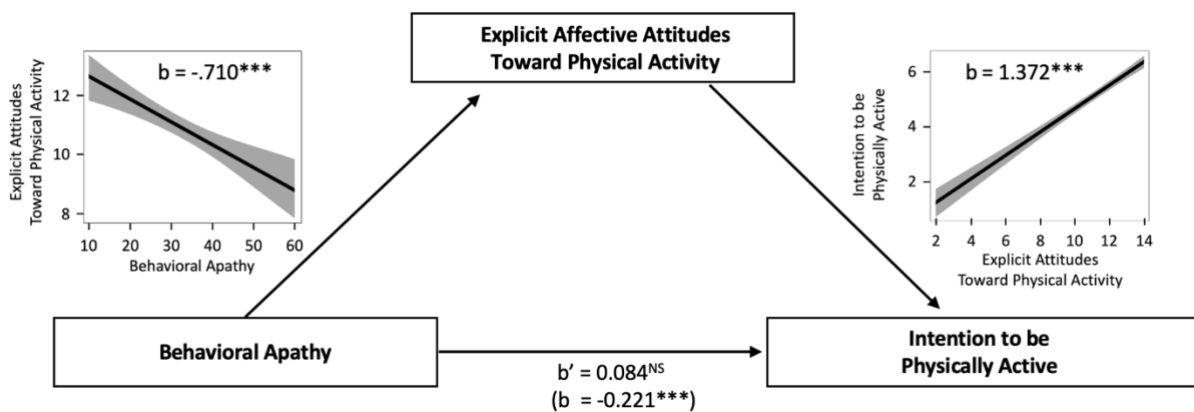 Explicit Affective Attitudes
Toward Physical Activity
b = -.710***
Explicit Attitudes
Toward Physical Activity
12
10
8
10 20 30 40 50 60
Behavioral Apathy
b = 1.372***
Intention to be
Physically Active
6
4
2
2 4 6 8 10 12 14
Explicit Attitudes
Toward Physical Activity
Behavioral Apathy
b’ = 0.084NS
(b = -0.221***)
Intention to be
Physically Active